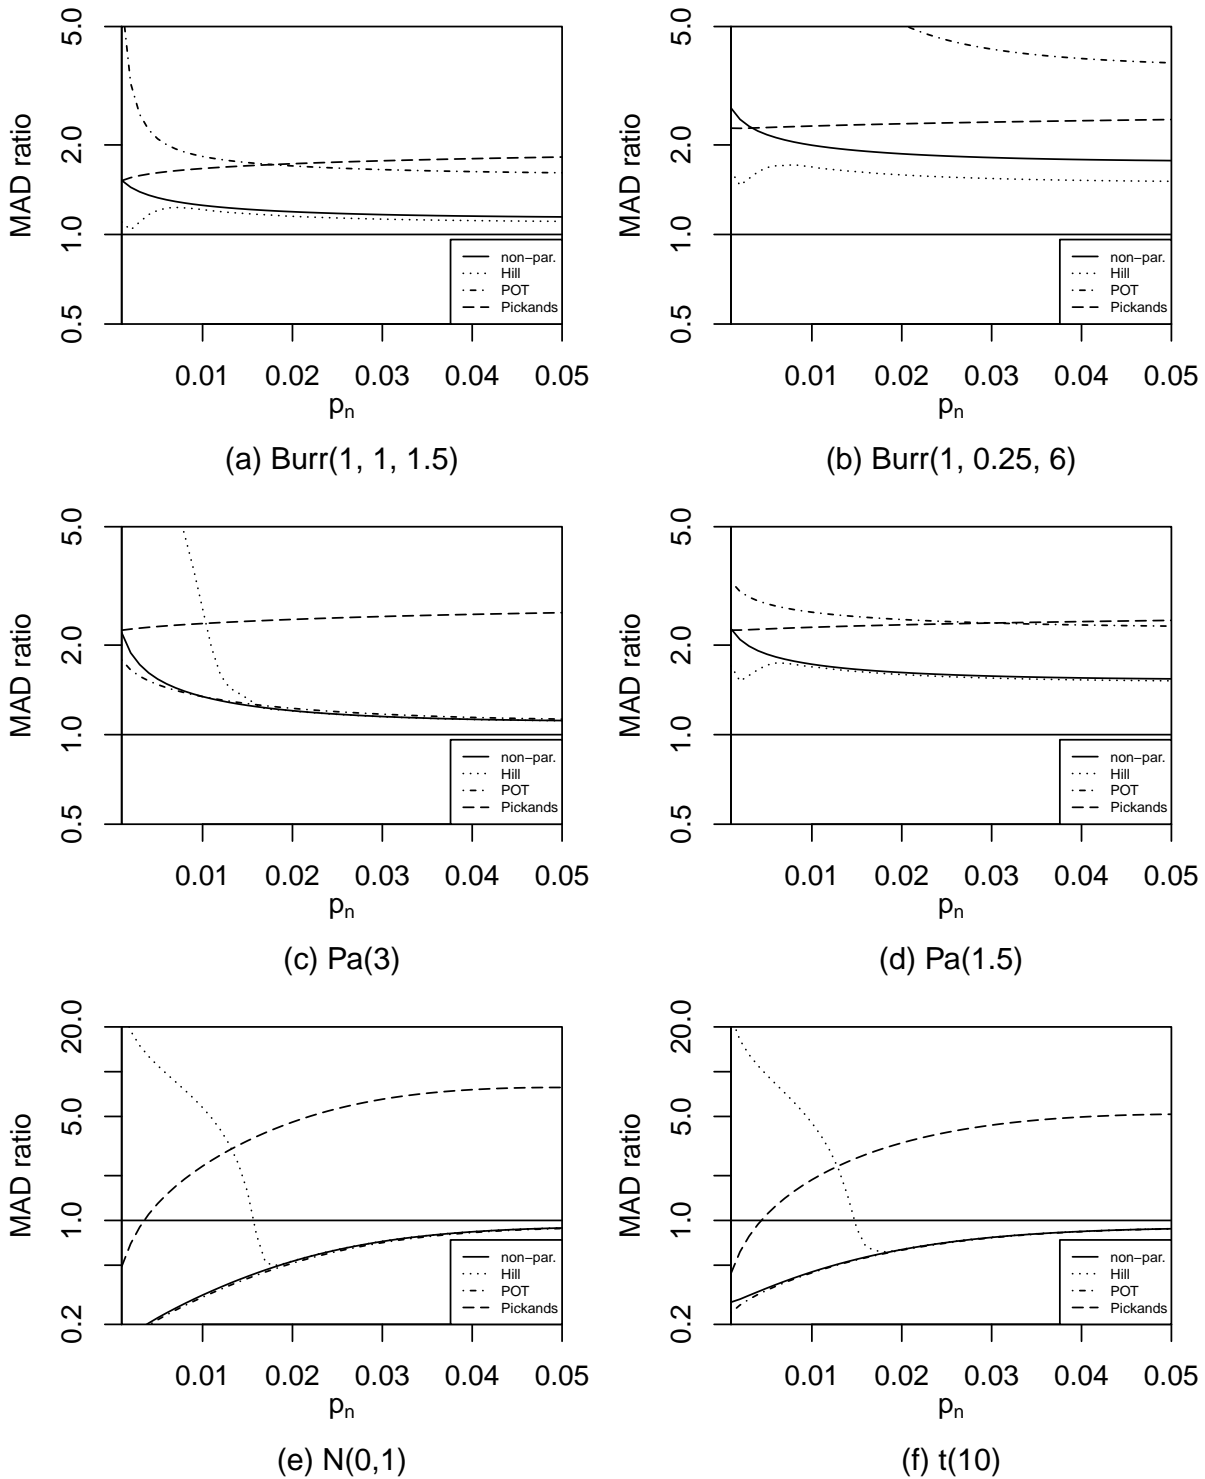 5.0
2.0
1.0
0.5
MAD ratio
non−par.
Hill
POT
Pickands
0.01 0.02 0.03 0.04 0.05
pn
(a) Burr(1, 1, 1.5)
5.0
2.0
1.0
0.5
MAD ratio
non−par.
Hill
POT
Pickands
0.01 0.02 0.03 0.04 0.05
pn
(b) Burr(1, 0.25, 6)
5.0
2.0
1.0
0.5
MAD ratio
non−par.
Hill
POT
Pickands
0.01 0.02 0.03 0.04 0.05
pn
(c) Pa(3)
5.0
2.0
1.0
0.5
MAD ratio
non−par.
Hill
POT
Pickands
0.01 0.02 0.03 0.04 0.05
pn
(d) Pa(1.5)
20.0
5.0
1.0
0.2
MAD ratio
non−par.
Hill
POT
Pickands
0.01 0.02 0.03 0.04 0.05
pn
(e) N(0,1)
20.0
5.0
1.0
0.2
MAD ratio
non−par.
Hill
POT
Pickands
0.01 0.02 0.03 0.04 0.05
pn
(f) t(10)